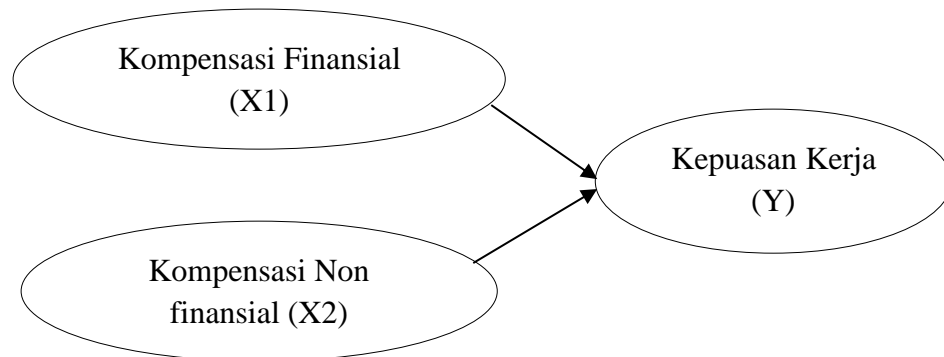 Kompensasi Finansial
(X1)
Kepuasan Kerja
(Y)
Kompensasi Non
finansial (X2)